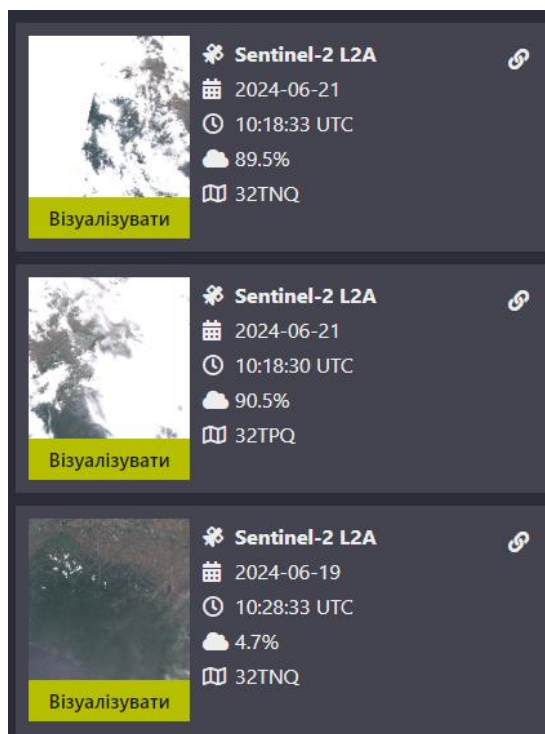 Sentinel-2 L2A
2024-06-21
10:18:33 UTC
89.5%
32TNQ
Візуалізувати
Sentinel-2 L2A
2024-06-21
10:18:30 UTC
90.5%
32TPQ
Візуалізувати
Sentinel-2 L2A
2024-06-19
10:28:33 UTC
4.7%
32TNQ
Візуалізувати